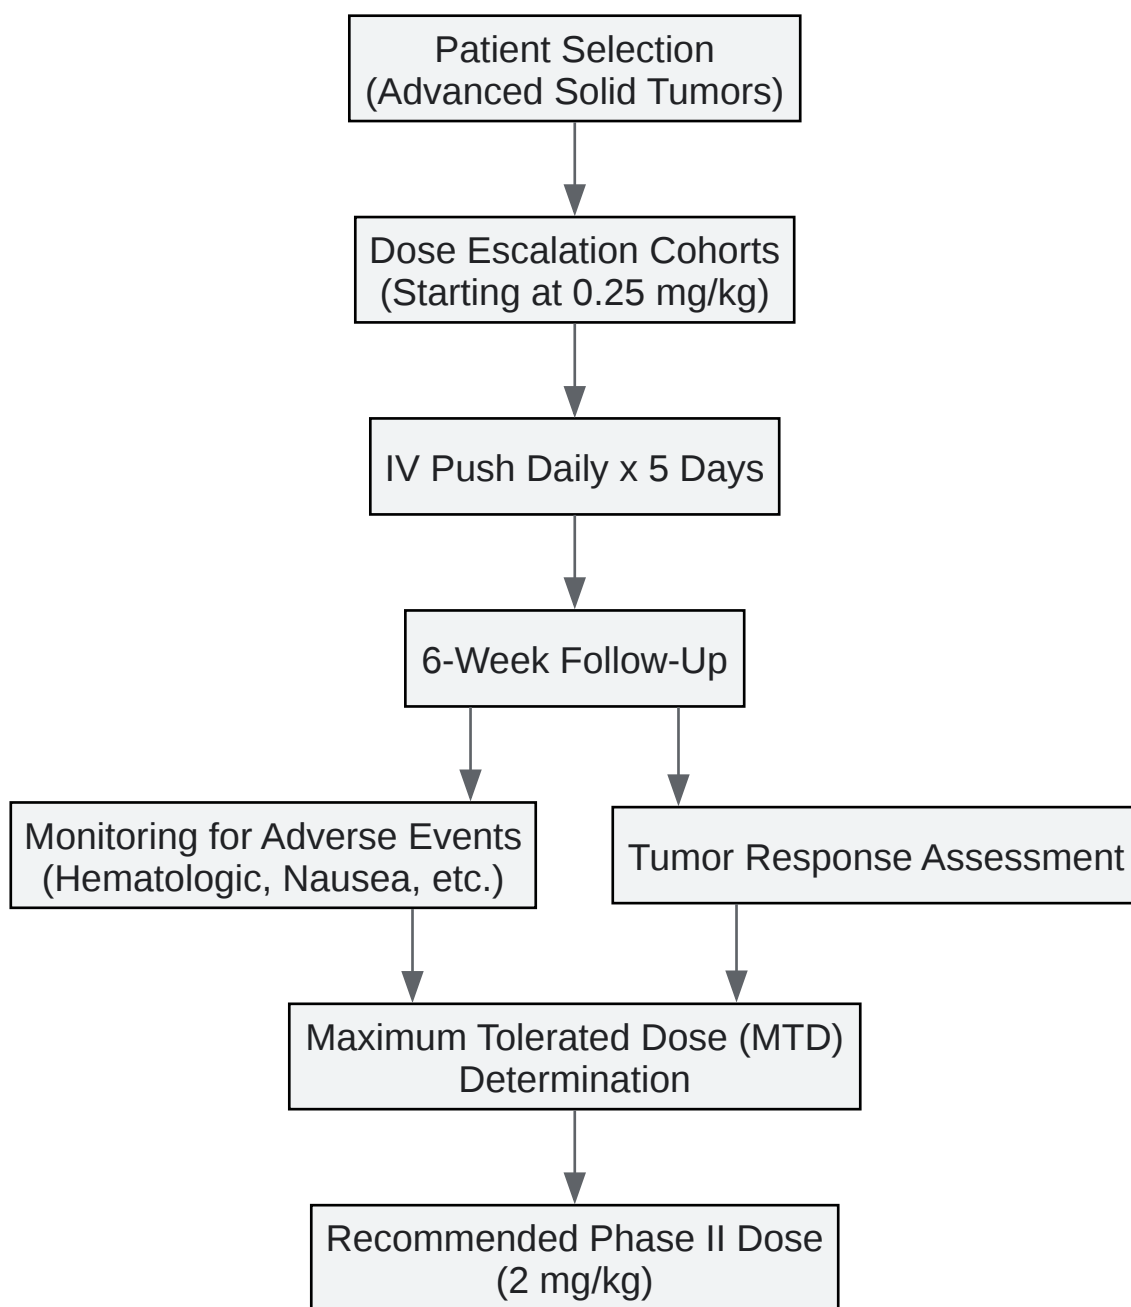 Patient Selection
(Advanced Solid Tumors)
Dose Escalation Cohorts
(Starting at 0.25 mg/kg)
IV Push Daily x 5 Days
6-Week Follow-Up
Monitoring for Adverse Events
(Hematologic, Nausea, etc.)
Tumor Response Assessment
Maximum Tolerated Dose (MTD)
Determination
Recommended Phase II Dose
(2 mg/kg)